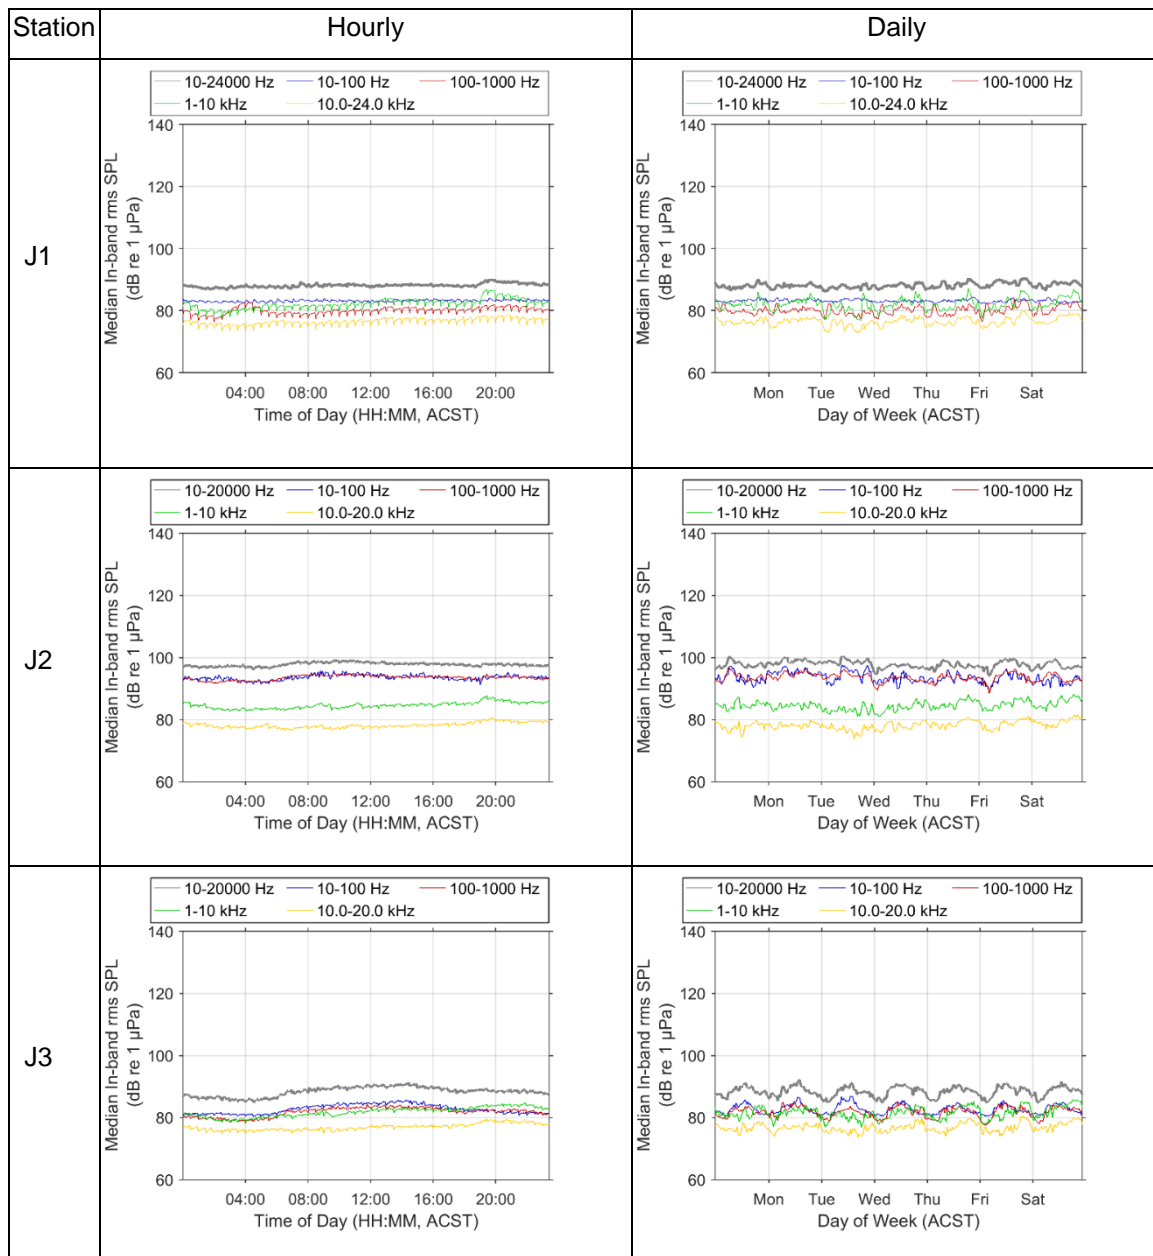 Station Hourly Daily
J1
10-24000 Hz 10-100 Hz 100-1000 Hz
1-10 kHz 10.0-24.0 kHz
Median In-band rms SPL
(dB re 1 µPa)
140
120
100
80
60
04:00 08:00 12:00 16:00 20:00
Time of Day (HH:MM, ACST)
10-24000 Hz 10-100 Hz 100-1000 Hz
1-10 kHz 10.0-24.0 kHz
Median In-band rms SPL
(dB re 1 µPa)
140
120
100
80
60
Mon Tue Wed Thu Fri Sat
Day of Week (ACST)
J2
10-20000 Hz 10-100 Hz 100-1000 Hz
1-10 kHz 10.0-20.0 kHz
Median In-band rms SPL
(dB re 1 µPa)
140
120
100
80
60
04:00 08:00 12:00 16:00 20:00
Time of Day (HH:MM, ACST)
10-20000 Hz 10-100 Hz 100-1000 Hz
1-10 kHz 10.0-20.0 kHz
Median In-band rms SPL
(dB re 1 µPa)
140
120
100
80
60
Mon Tue Wed Thu Fri Sat
Day of Week (ACST)
J3
10-20000 Hz 10-100 Hz 100-1000 Hz
1-10 kHz 10.0-20.0 kHz
Median In-band rms SPL
(dB re 1 µPa)
140
120
100
80
60
04:00 08:00 12:00 16:00 20:00
Time of Day (HH:MM, ACST)
10-20000 Hz 10-100 Hz 100-1000 Hz
1-10 kHz 10.0-20.0 kHz
Median In-band rms SPL
(dB re 1 µPa)
140
120
100
80
60
Mon Tue Wed Thu Fri Sat
Day of Week (ACST)